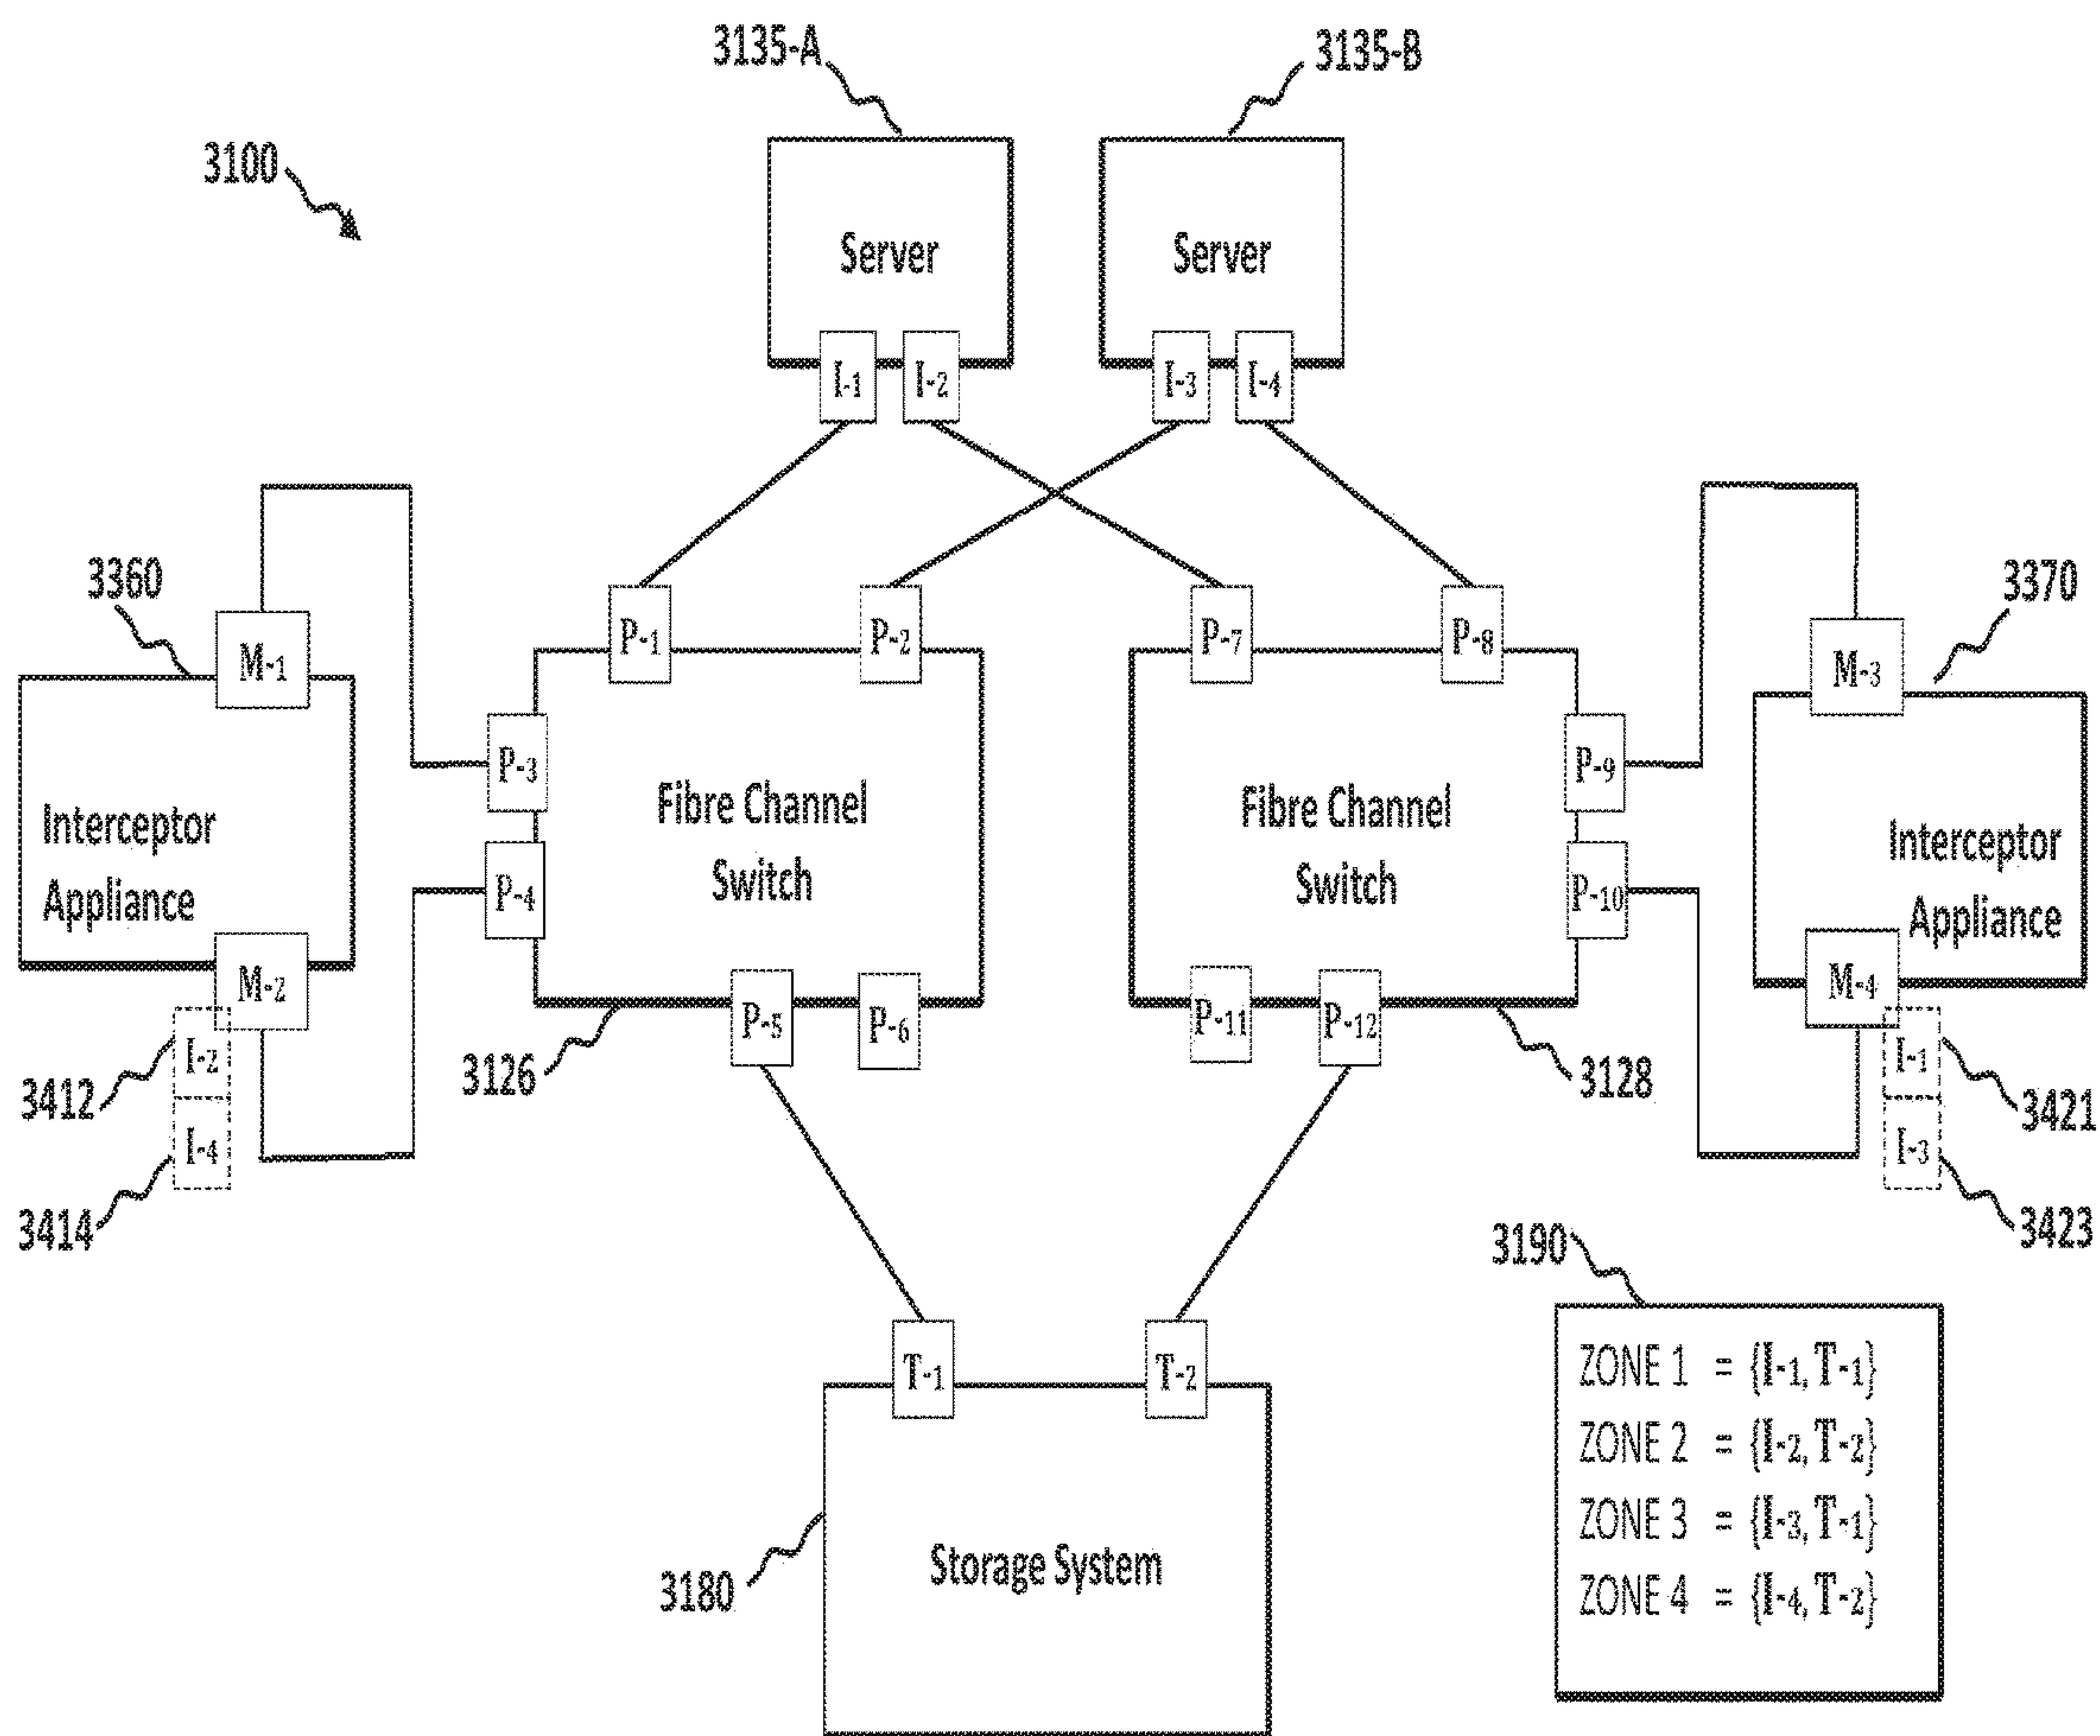 3135-A
3135-B
3100
Server
Server
I-1
I-2
I-3
I-4
3360
3370
M-1
P-1
P-2
P-7
P-8
M-3
P-3
P-9
Fibre Channel
Switch
Fibre Channel
Switch
Interceptor
Appliance
Interceptor
Appliance
P-4
P-10
M-2
M-4
P-5
P-6
P-11
P-12
I-2
I-1
3412
3126
3128
3421
I-4
I-3
3414
3423
3190
T-1
T-2
ZONE 1 = {I-1, T-1}
ZONE 2 = {I-2, T-2}
ZONE 3 = {I-3, T-1}
ZONE 4 = {I-4, T-2}
Storage System
3180